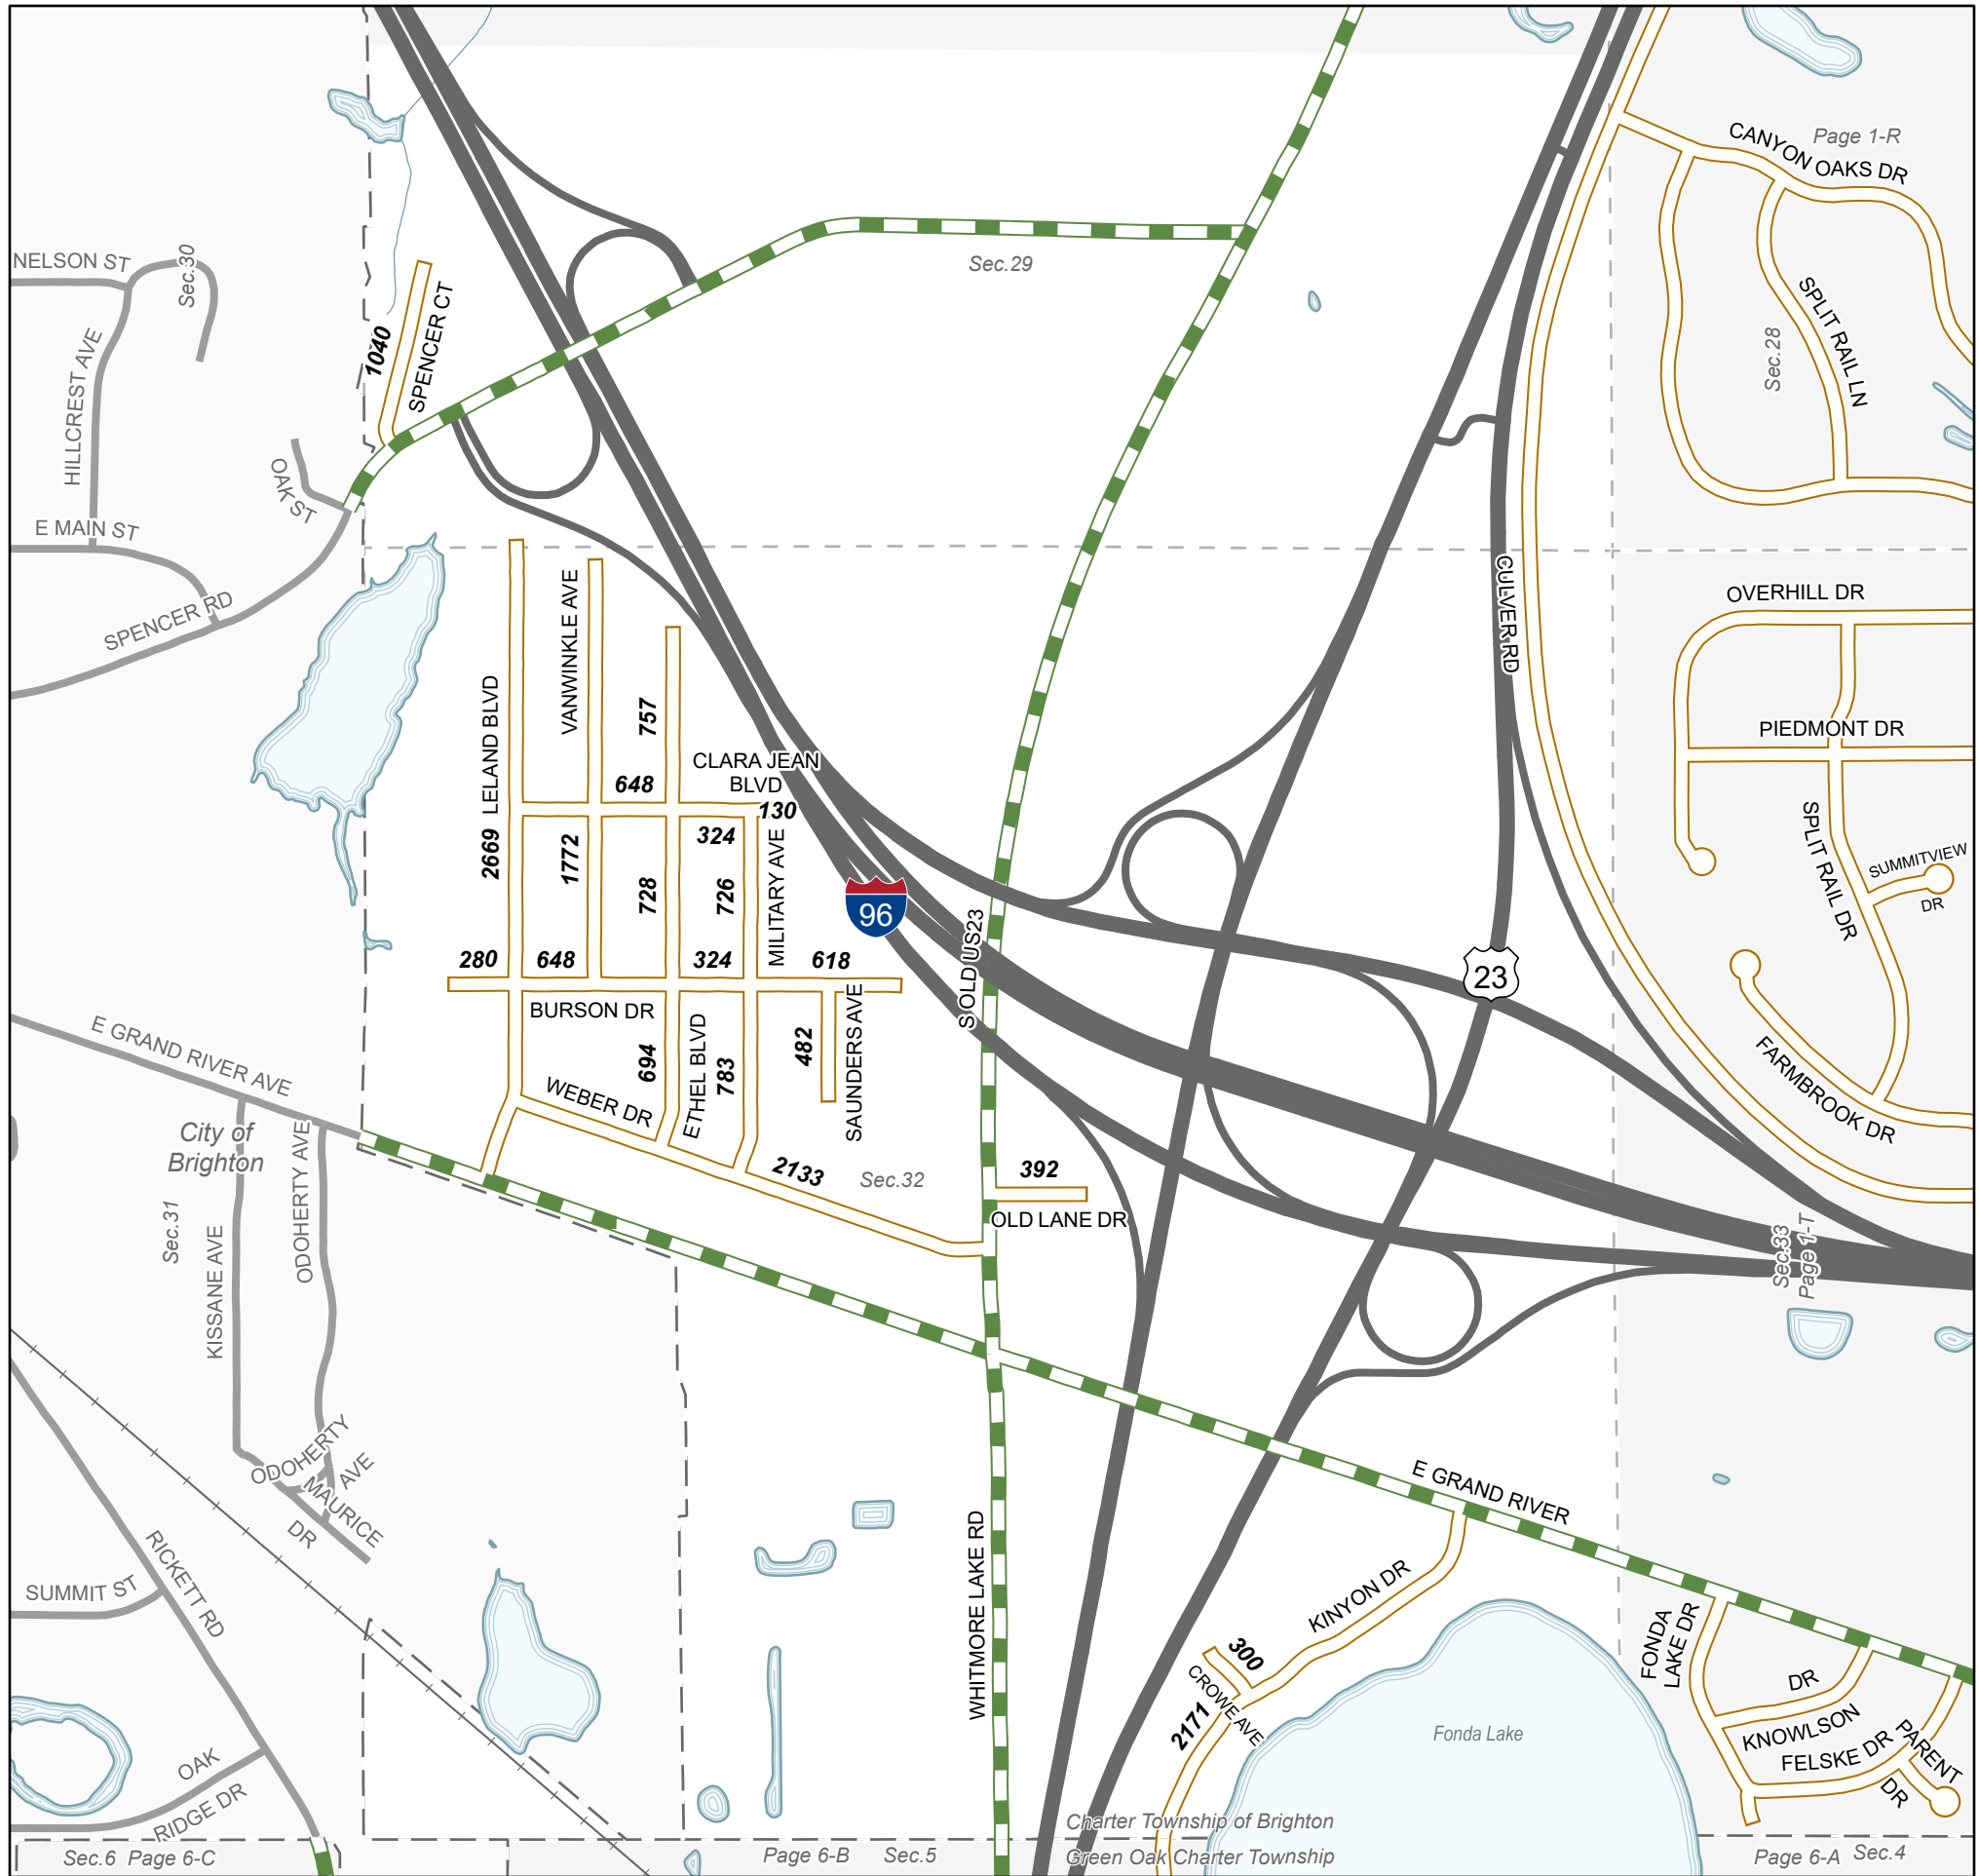 CANYON OAKS DR
Page 1-R
NELSON ST
Sec.30
Sec.29
1040
SPENCER CT
SPLIT RAIL LN
Sec.28
HILLCREST AVE
OAK ST
E MAIN ST
SPENCER RD
VANWINKLE AVE
CULVER RD
OVERHILL DR
LELAND BLVD
757
PIEDMONT DR
CLARA JEAN
BLVD
648
130
2669
1772
324
728
726
MILITARY AVE
SPLIT RAIL DR
SUMMITVIEW
DR
96
S OLD US23
23
280
648
324
618
BURSON DR
694
ETHEL BLVD
783
482
SAUNDERS AVE
WEBER DR
E GRAND RIVER AVE
FARMBROOK DR
City of
Brighton
ODOHERTY AVE
2133
Sec.32
392
OLD LANE DR
Sec.31
KISSANE AVE
Sec.33
Page 1-T
ODOHERTY
AVE
MAURICE
DR
E GRAND RIVER
RICKETT RD
SUMMIT ST
WHITMORE LAKE RD
KINYON DR
300
CROWE AVE
2171
FONDA
LAKE DR
Fonda Lake
DR
KNOWLSON
FELSKE DR
PARENT
DR
OAK
RIDGE DR
Charter Township of Brighton
Green Oak Charter Township
Sec.6 Page 6-C
Page 6-B Sec.5
Page 6-A Sec.4